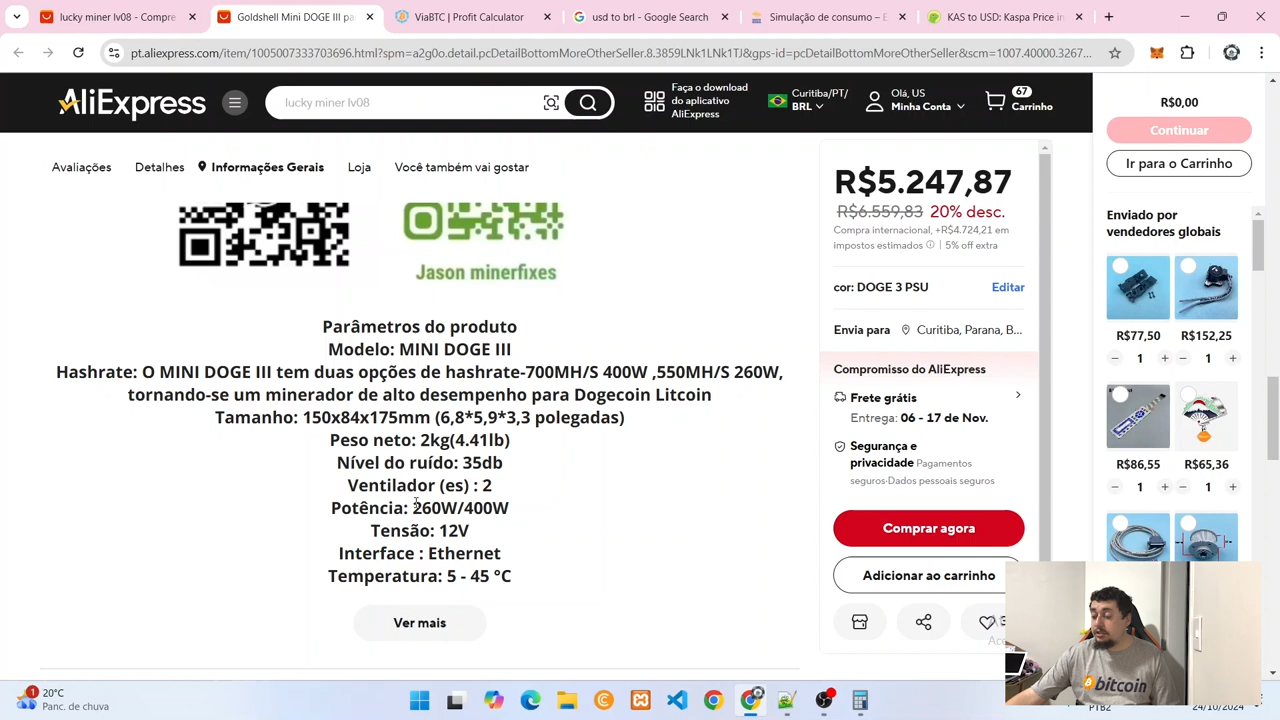 lucky miner lv08 - Compre
Goldshell Mini DOGE III pa
ViaBTC | Profit Calculator
usd to brl - Google Search
Simulação de consumo – E
KAS to USD: Kaspa Price in
pt.aliexpress.com/item/1005007333703696.html?spm=a2g0o.detail.pcDetailBottomMoreOtherSeller.8.3859LNk1LNk1TJ&gps-id=pcDetailBottomMoreOtherSeller&scm=1007.40000.3267...
AliExpress
lucky miner lv08
Faça o download
do aplicativo
AliExpress
Curitiba/PT/
BRL
Olá, US
Minha Conta
67
Carrinho
R$0,00
Continuar
Ir para o Carrinho
Avaliações
Detalhes
Informações Gerais
Loja
Você também vai gostar
Jason minerfixes
Parâmetros do produto
Modelo: MINI DOGE III
Hashrate: O MINI DOGE III tem duas opções de hashrate-700MH/S 400W ,550MH/S 260W,
tornando-se um minerador de alto desempenho para Dogecoin Litcoin
Tamanho: 150x84x175mm (6,8*5,9*3,3 polegadas)
Peso neto: 2kg(4.41lb)
Nível do ruído: 35db
Ventilador (es) : 2
Potência: 260W/400W
Tensão: 12V
Interface : Ethernet
Temperatura: 5 - 45 °C
Ver mais
R$5.247,87
R$6.559,83 20% desc.
Compra internacional, +R$4.724,21 em
impostos estimados | 5% off extra
cor: DOGE 3 PSU
Editar
Envia para
Curitiba, Parana, B...
Compromisso do AliExpress
Frete grátis
Entrega: 06 - 17 de Nov.
Segurança e
privacidade Pagamentos
seguros·Dados pessoais seguros
Comprar agora
Adicionar ao carrinho
Enviado por
vendedores globais
R$77,50
R$152,25
1
1
R$86,55
R$65,36
1
1
bitcoin
1
20°C
Panc. de chuva
PTB2
24/10/2024